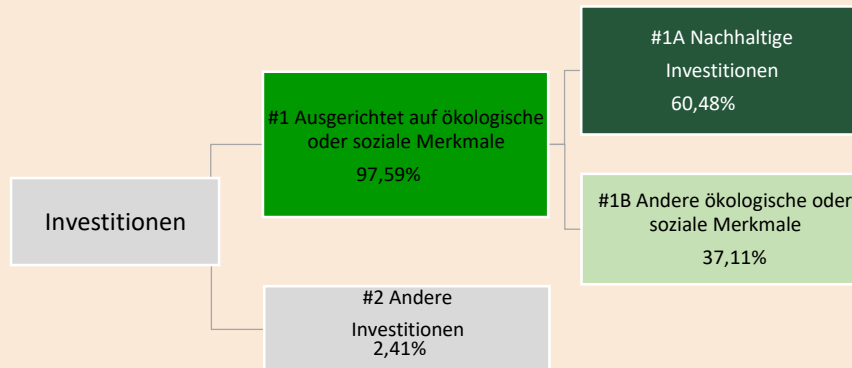 Investitionen
#1 Ausgerichtet auf ökologische
oder soziale Merkmale
97,59%
#2 Andere
Investitionen
2,41%
#1A Nachhaltige
Investitionen
60,48%
#1B Andere ökologische oder
soziale Merkmale
37,11%